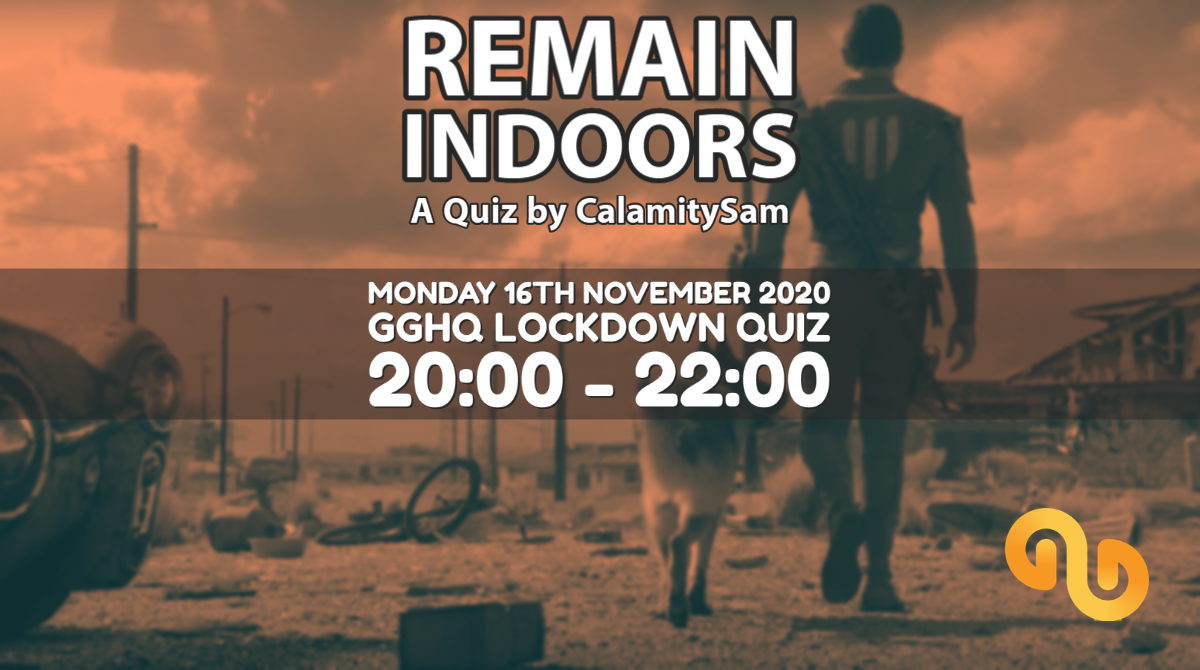 REMAIN
INDOORS
A Quiz by CalamitySam
MONDAY 16TH NOVEMBER 2020
GGHQ LOCKDOWN QUIZ
20:00 - 22:00